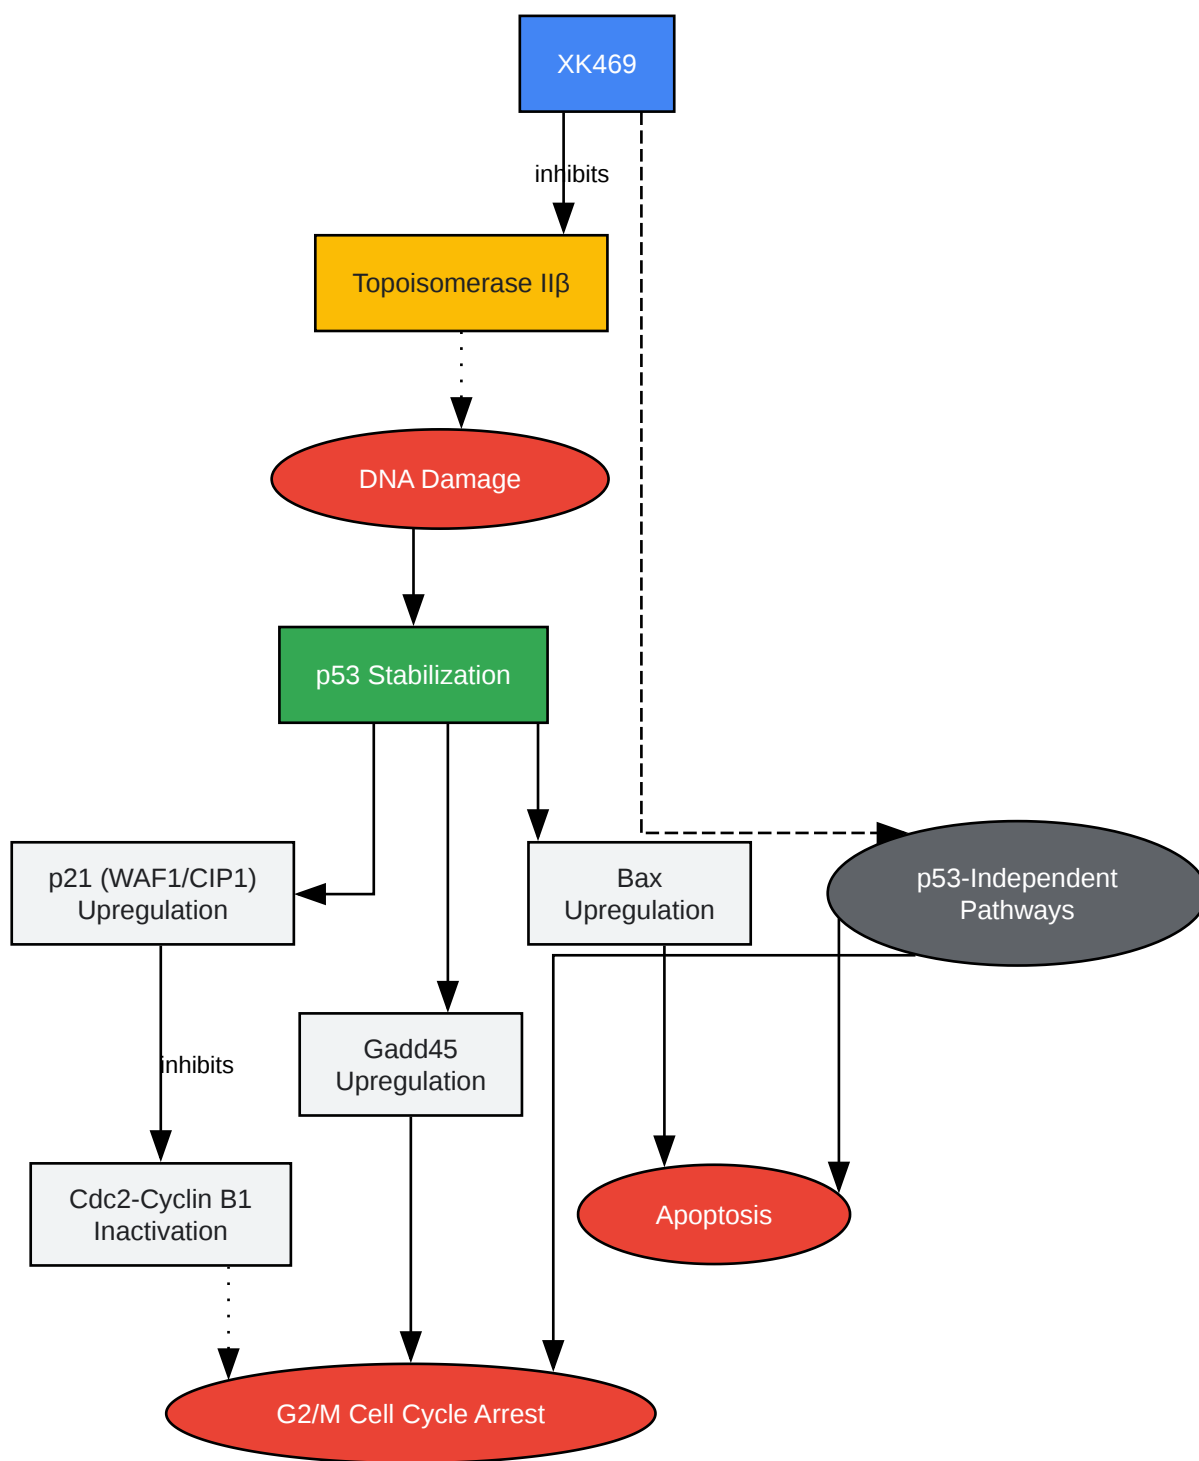 XK469
inhibits
Topoisomerase IIβ
DNA Damage
p53 Stabilization
p21 (WAF1/CIP1)
Upregulation
Bax
Upregulation
p53-Independent
Pathways
Gadd45
Upregulation
inhibits
Cdc2-Cyclin B1
Inactivation
Apoptosis
G2/M Cell Cycle Arrest